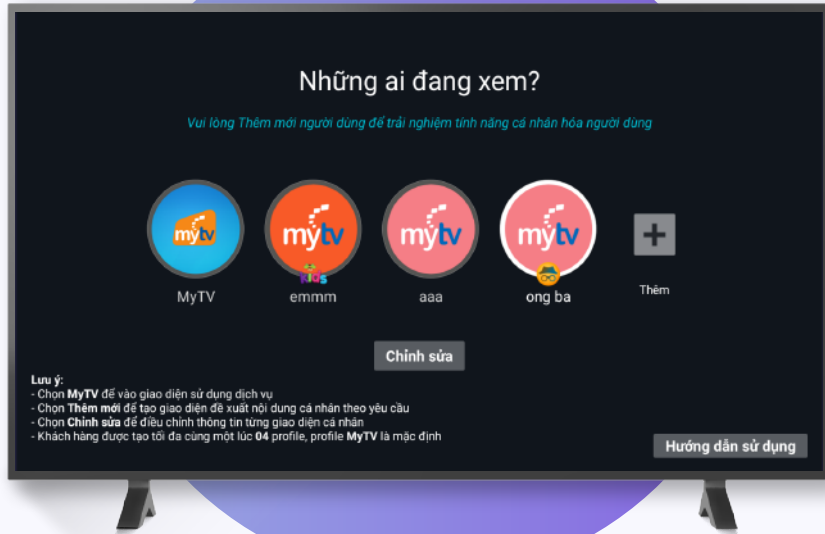 Những ai đang xem?
Vui lòng Thêm mới người dùng để trải nghiệm tính năng cá nhân hóa người dùng
mytv mytv mytv mytv
KIDS
MyTV emmm aaa ong ba Thêm
Chỉnh sửa
Lưu ý:
- Chọn MyTV để vào giao diện sử dụng dịch vụ
- Chọn Thêm mới để tạo giao diện đề xuất nội dung cá nhân theo yêu cầu
- Chọn Chỉnh sửa để điều chỉnh thông tin từng giao diện cá nhân
- Khách hàng được tạo tối đa cùng một lúc 04 profile, profile MyTV là mặc định
Hướng dẫn sử dụng